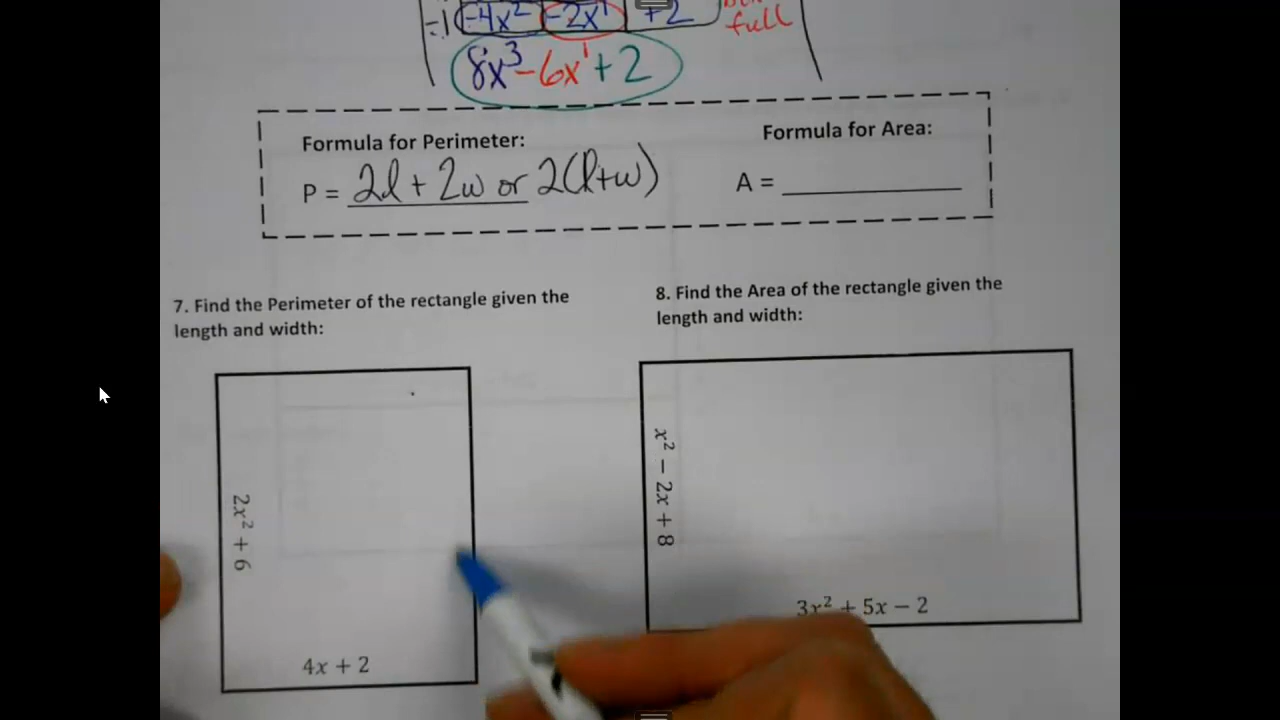 -1 -4x² -2x¹ +2
full
8x³-6x¹+2
Formula for Perimeter:
P = 2l + 2w or 2(l+w)
Formula for Area:
A = ____________
7. Find the Perimeter of the rectangle given the
length and width:
2x² + 6
4x + 2
8. Find the Area of the rectangle given the
length and width:
x² − 2x + 8
3x² + 5x − 2